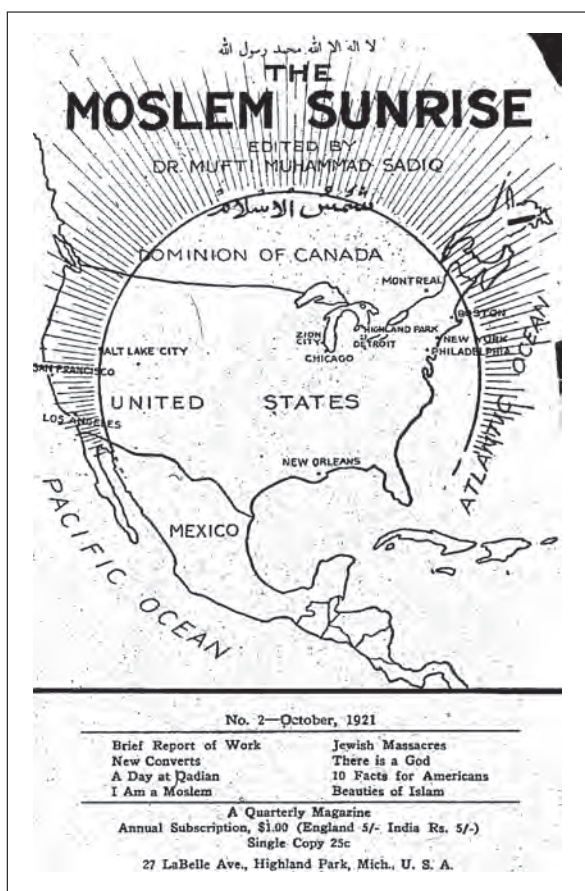 لا اله الا الله محمد رسول الله
THE
MOSLEM SUNRISE
EDITED BY
DR. MUFTI MUHAMMAD SADIQ
شمس الاسلام
DOMINION OF CANADA
MONTREAL
BOSTON
ZION CITY
HIGHLAND PARK
DETROIT
NEW YORK
PHILADELPHIA
CHICAGO
SALT LAKE CITY
SAN FRANCISCO
UNITED STATES
LOS ANGELES
NEW ORLEANS
ATLANTIC OCEAN
MEXICO
PACIFIC OCEAN
No. 2—October, 1921
Brief Report of Work
New Converts
A Day at Qadian
I Am a Moslem
Jewish Massacres
There is a God
10 Facts for Americans
Beauties of Islam
A Quarterly Magazine
Annual Subscription, $1.00 (England 5/- India Rs. 5/-)
Single Copy 25c
27 LaBelle Ave., Highland Park, Mich., U. S. A.